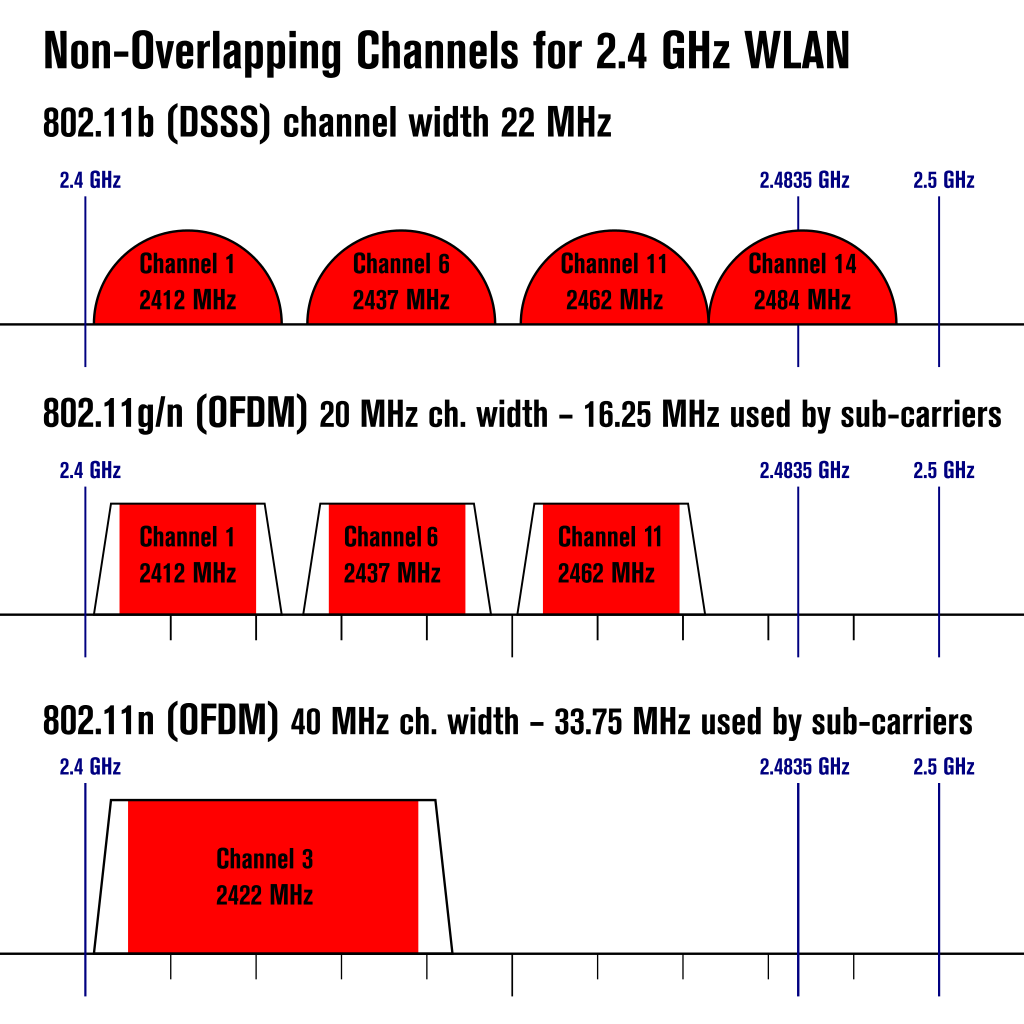 Non-Overlapping Channels for 2.4 GHz WLAN
802.11b (DSSS) channel width 22 MHz
2.4 GHz 2.4835 GHz 2.5 GHz
Channel 1 Channel 6 Channel 11 Channel 14
2412 MHz 2437 MHz 2462 MHz 2484 MHz
802.11g/n (OFDM) 20 MHz ch. width – 16.25 MHz used by sub-carriers
2.4 GHz 2.4835 GHz 2.5 GHz
Channel 1 Channel 6 Channel 11
2412 MHz 2437 MHz 2462 MHz
802.11n (OFDM) 40 MHz ch. width – 33.75 MHz used by sub-carriers
2.4 GHz 2.4835 GHz 2.5 GHz
Channel 3
2422 MHz